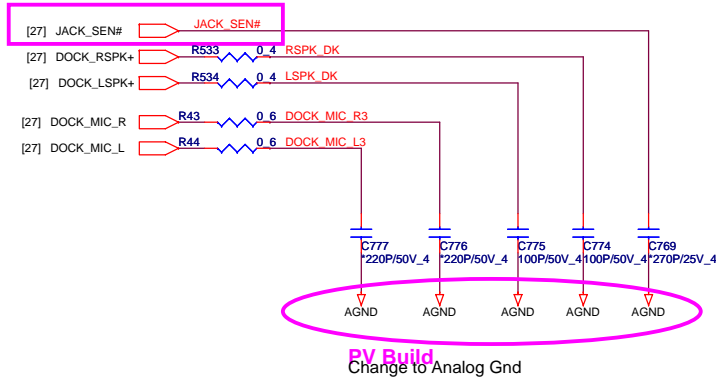 [27] JACK_SEN# JACK_SEN#
[27] DOCK_RSPK+ R533 0_4 RSPK_DK
[27] DOCK_LSPK+ R534 0_4 LSPK_DK
[27] DOCK_MIC_R R43 0_6 DOCK_MIC_R3
[27] DOCK_MIC_L R44 0_6 DOCK_MIC_L3
C777 C776 C775 C774 C769
*220P/50V_4 *220P/50V_4 100P/50V_4 100P/50V_4 *270P/25V_4
AGND AGND AGND AGND AGND
PV Build
Change to Analog Gnd